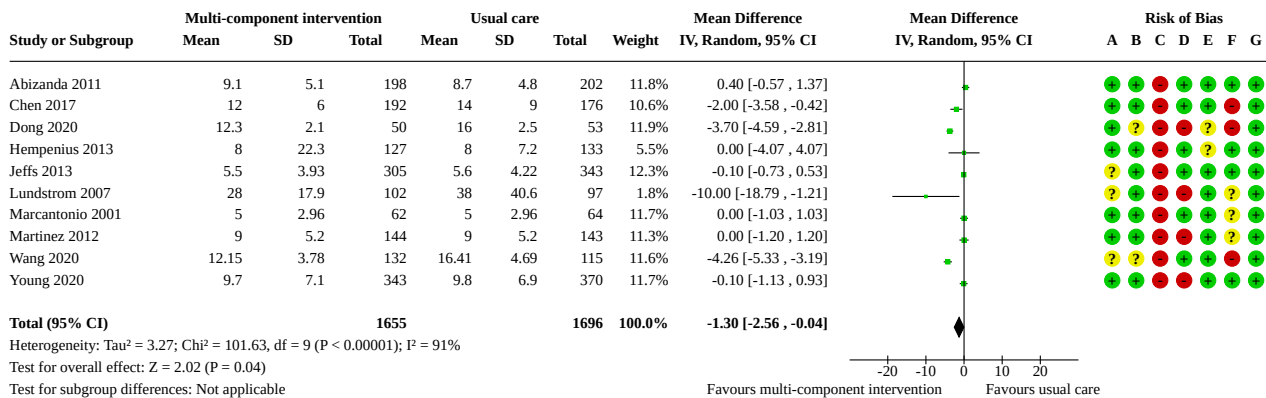 Multi-component intervention Usual care Mean Difference Mean Difference Risk of Bias
Study or Subgroup Mean SD Total Mean SD Total Weight IV, Random, 95% CI IV, Random, 95% CI A B C D E F G
Abizanda 2011 9.1 5.1 198 8.7 4.8 202 11.8% 0.40 [-0.57 , 1.37] + + - + + + +
Chen 2017 12 6 192 14 9 176 10.6% -2.00 [-3.58 , -0.42] + + - + + - +
Dong 2020 12.3 2.1 50 16 2.5 53 11.9% -3.70 [-4.59 , -2.81] + ? - - ? - +
Hempenius 2013 8 22.3 127 8 7.2 133 5.5% 0.00 [-4.07 , 4.07] + + - + ? + +
Jeffs 2013 5.5 3.93 305 5.6 4.22 343 12.3% -0.10 [-0.73 , 0.53] ? + - + + + +
Lundstrom 2007 28 17.9 102 38 40.6 97 1.8% -10.00 [-18.79 , -1.21] ? + - - + ? +
Marcantonio 2001 5 2.96 62 5 2.96 64 11.7% 0.00 [-1.03 , 1.03] + + - + + ? +
Martinez 2012 9 5.2 144 9 5.2 143 11.3% 0.00 [-1.20 , 1.20] + + - - + ? +
Wang 2020 12.15 3.78 132 16.41 4.69 115 11.6% -4.26 [-5.33 , -3.19] ? ? - + + - +
Young 2020 9.7 7.1 343 9.8 6.9 370 11.7% -0.10 [-1.13 , 0.93] + + - - + + +
Total (95% CI) 1655 1696 100.0% -1.30 [-2.56 , -0.04]
Heterogeneity: Tau² = 3.27; Chi² = 101.63, df = 9 (P < 0.00001); I² = 91%
Test for overall effect: Z = 2.02 (P = 0.04) -20 -10 0 10 20
Test for subgroup differences: Not applicable Favours multi-component intervention Favours usual care